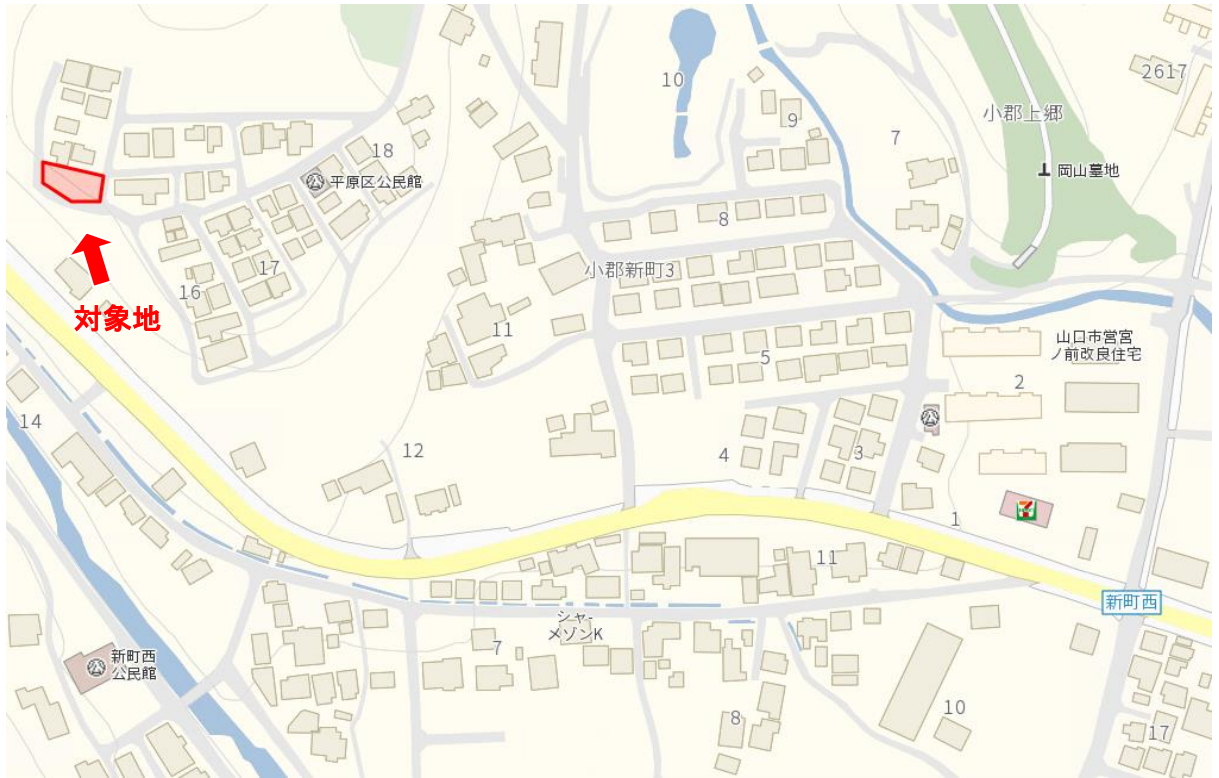 10
2617
9
小郡上郷
7
18
岡山墓地
平原区公民館
8
小郡新町3
17
16
対象地
11
山口市営宮
ノ前改良住宅
5
2
14
12
4
3
1
11
新町西
シャー
メゾンK
7
新町西
公民館
10
8
17